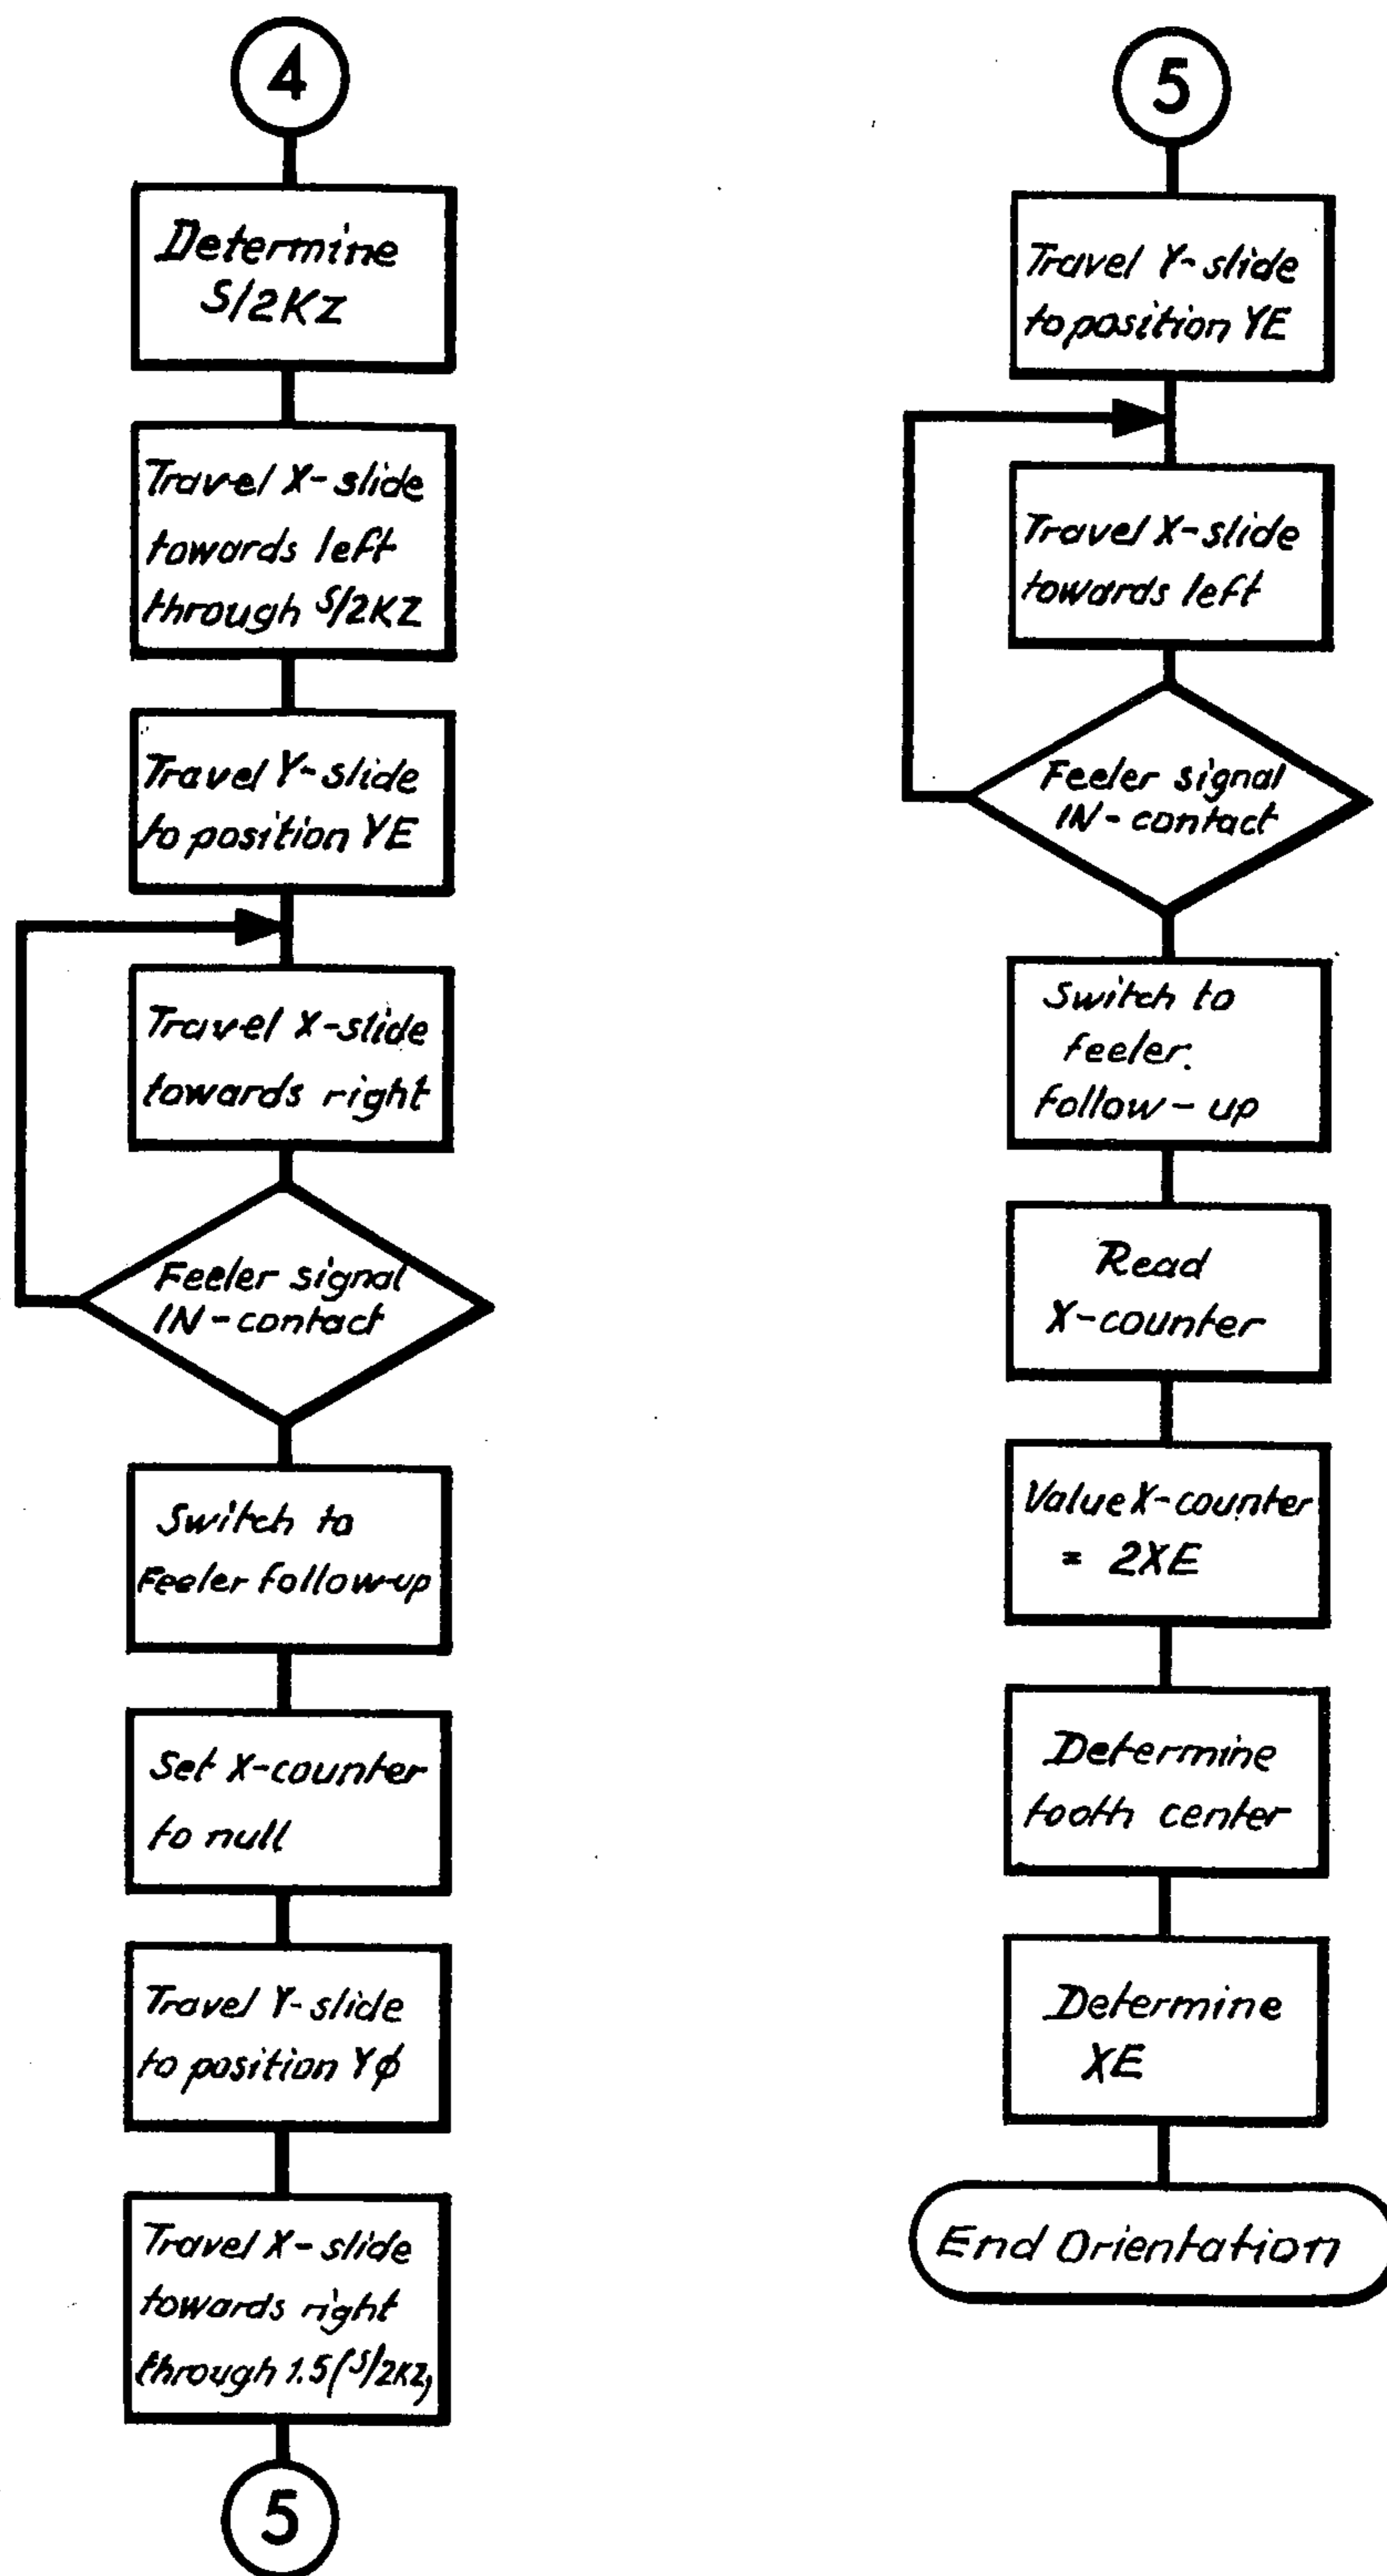 4
Determine
S/2KZ
Travel X-slide
towards left
through S/2KZ
Travel Y-slide
to position YE
Travel X-slide
towards right
Feeler signal
IN-contact
Switch to
Feeler follow-up
Set X-counter
to null
Travel Y-slide
to position Yϕ
Travel X-slide
towards right
through 1.5(S/2KZ)
5
5
Travel Y-slide
to position YE
Travel X-slide
towards left
Feeler signal
IN-contact
Switch to
feeler.
follow-up
Read
X-counter
Value X-counter
= 2XE
Determine
tooth center
Determine
XE
End Orientation